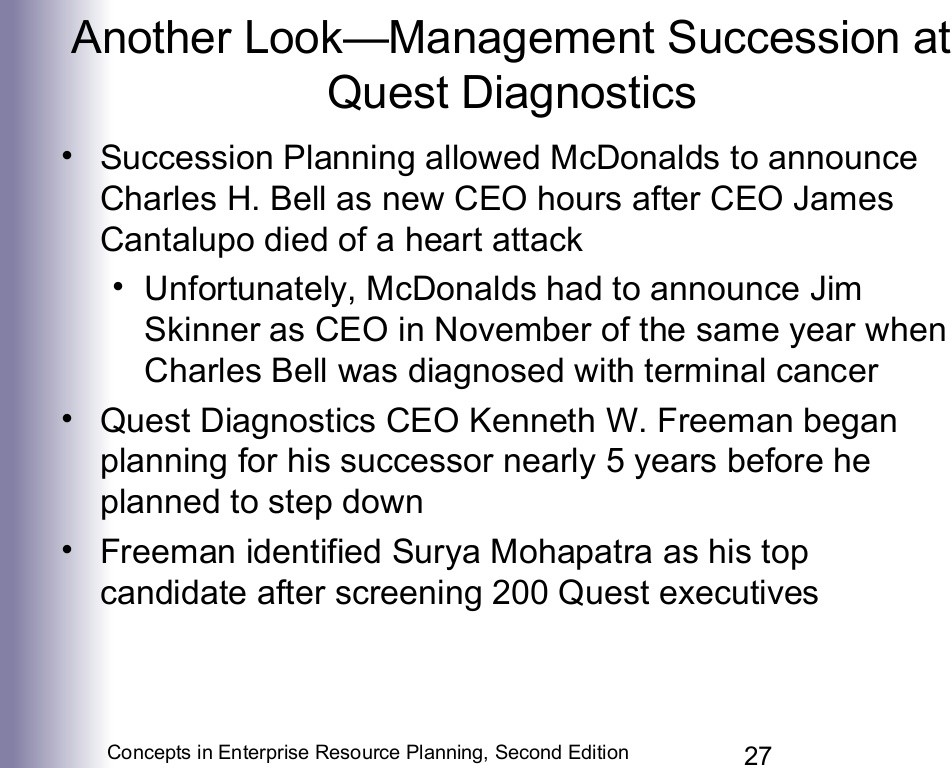 Another Look—Management Succession at
Quest Diagnostics
• Succession Planning allowed McDonalds to announce
Charles H. Bell as new CEO hours after CEO James
Cantalupo died of a heart attack
• Unfortunately, McDonalds had to announce Jim
Skinner as CEO in November of the same year when
Charles Bell was diagnosed with terminal cancer
• Quest Diagnostics CEO Kenneth W. Freeman began
planning for his successor nearly 5 years before he
planned to step down
• Freeman identified Surya Mohapatra as his top
candidate after screening 200 Quest executives
Concepts in Enterprise Resource Planning, Second Edition
27